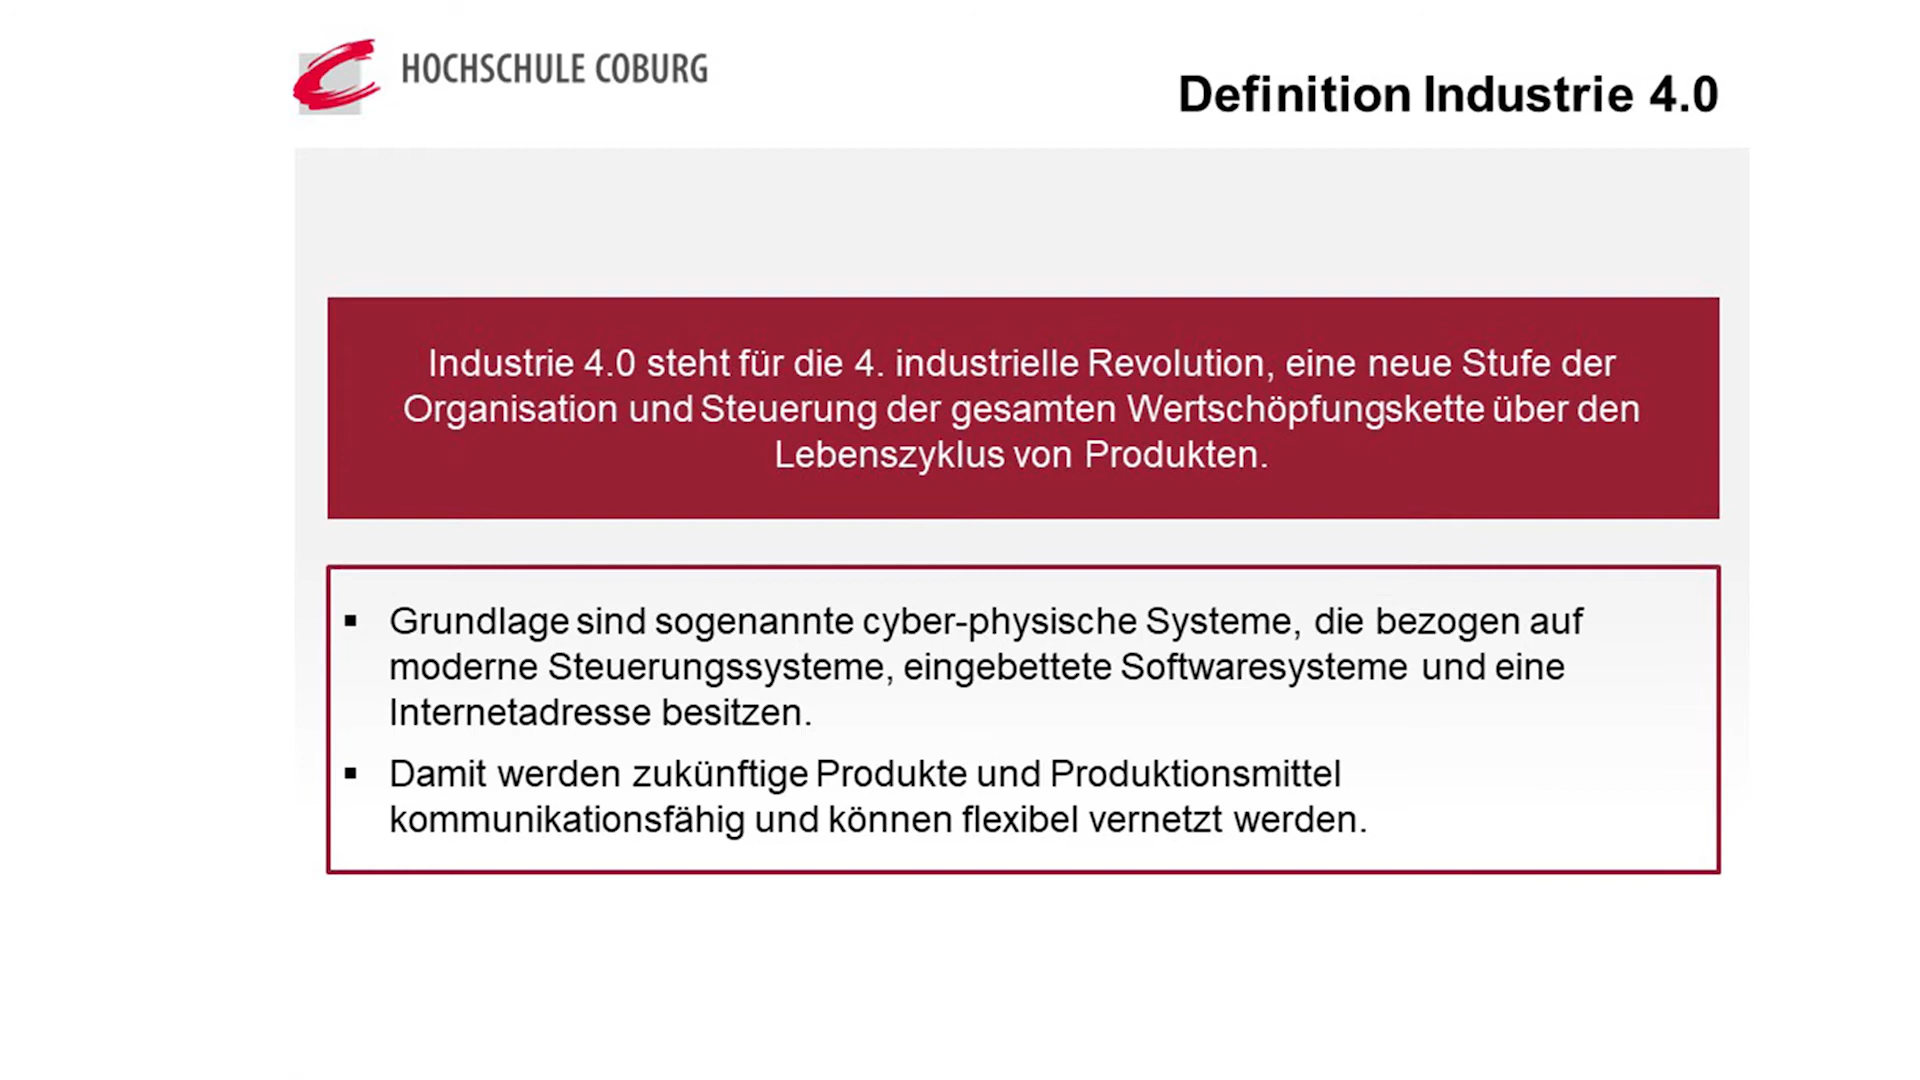 HOCHSCHULE COBURG
Definition Industrie 4.0
Industrie 4.0 steht für die 4. industrielle Revolution, eine neue Stufe der
Organisation und Steuerung der gesamten Wertschöpfungskette über den
Lebenszyklus von Produkten.
▪ Grundlage sind sogenannte cyber-physische Systeme, die bezogen auf
moderne Steuerungssysteme, eingebettete Softwaresysteme und eine
Internetadresse besitzen.
▪ Damit werden zukünftige Produkte und Produktionsmittel
kommunikationsfähig und können flexibel vernetzt werden.